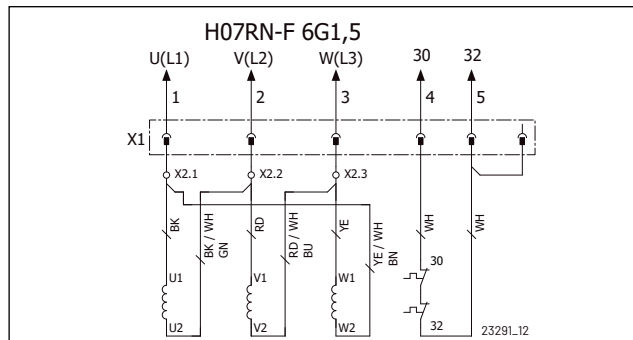 H07RN-F 6G1,5
U(L1) V(L2) W(L3) 30 32
1 2 3 4 5
X1
X2.1 X2.2 X2.3
BK BK / WH GN RD RD / WH BU YE YE / WH BN WH WH
U1 V1 W1 30
U2 V2 W2 32
23291_12